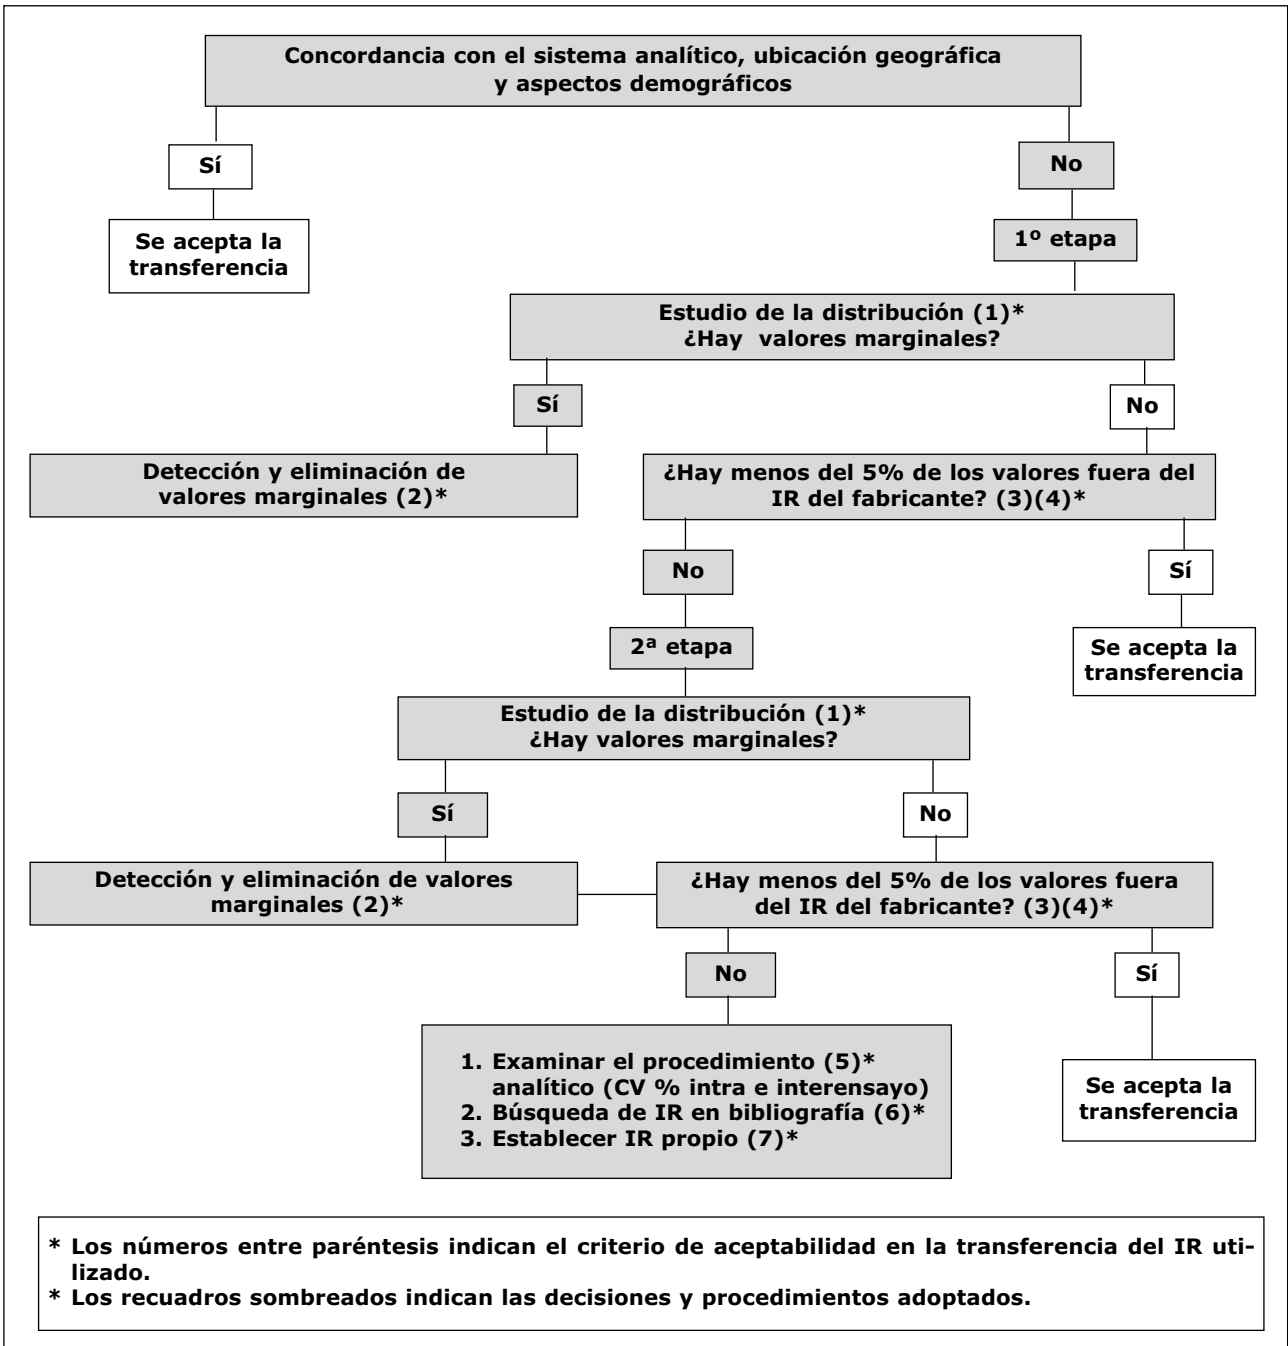 Concordancia con el sistema analítico, ubicación geográfica
y aspectos demográficos
Sí
No
Se acepta la
transferencia
1º etapa
Estudio de la distribución (1)*
¿Hay valores marginales?
Sí
No
Detección y eliminación de
valores marginales (2)*
¿Hay menos del 5% de los valores fuera del
IR del fabricante? (3)(4)*
No
Sí
2ª etapa
Se acepta la
transferencia
Estudio de la distribución (1)*
¿Hay valores marginales?
Sí
No
Detección y eliminación de valores
marginales (2)*
¿Hay menos del 5% de los valores fuera
del IR del fabricante? (3)(4)*
No
Sí
1. Examinar el procedimiento (5)*
analítico (CV % intra e interensayo)
2. Búsqueda de IR en bibliografía (6)*
3. Establecer IR propio (7)*
Se acepta la
transferencia
* Los números entre paréntesis indican el criterio de aceptabilidad en la transferencia del IR uti-
lizado.
* Los recuadros sombreados indican las decisiones y procedimientos adoptados.